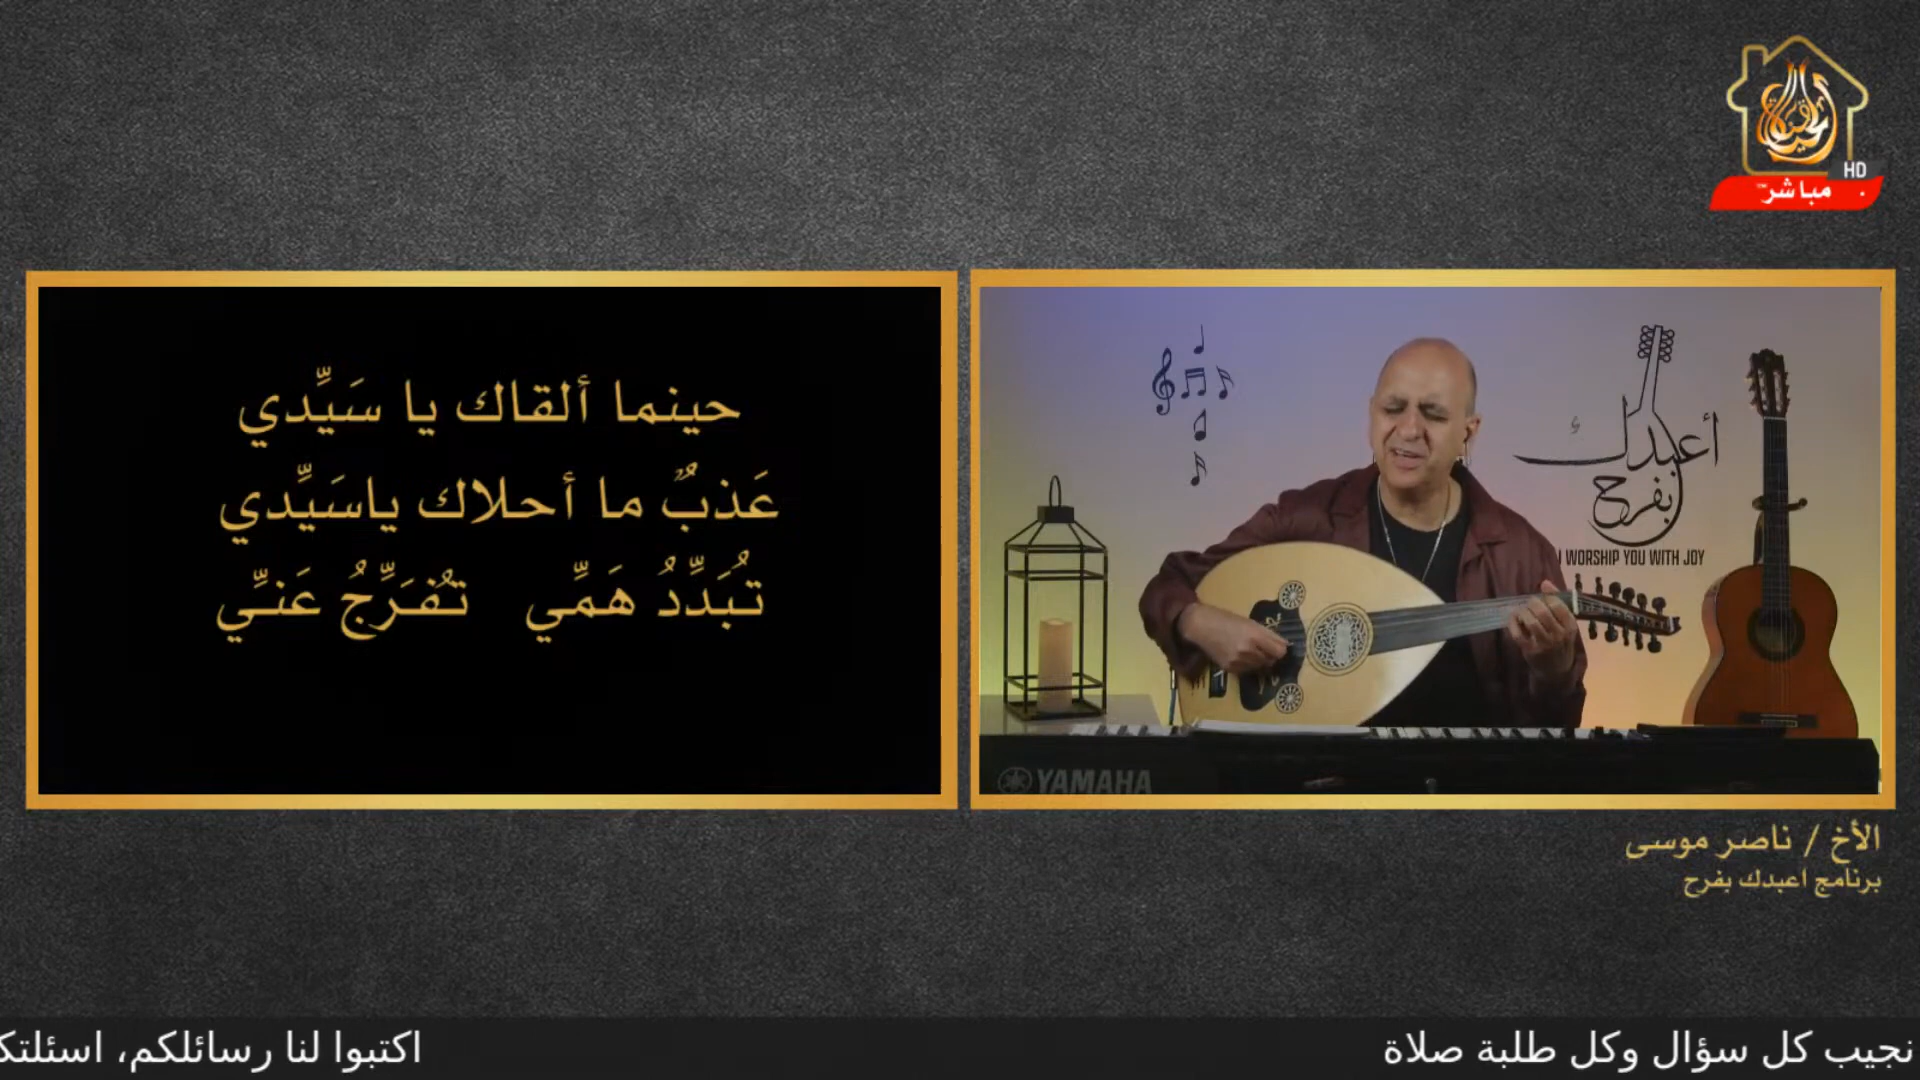 HD
مباشر
حينما ألقاك يا سَيِّدي
عَذبٌ ما أحلاك ياسَيِّدي
تُبَدِّدُ هَمِّي تُفَرِّجُ عَنِّي
أعبدك
بفرح
I WORSHIP YOU WITH JOY
YAMAHA
الأخ / ناصر موسى
برنامج اعبدك بفرح
نجيب كل سؤال وكل طلبة صلاة
اكتبوا لنا رسائلكم،